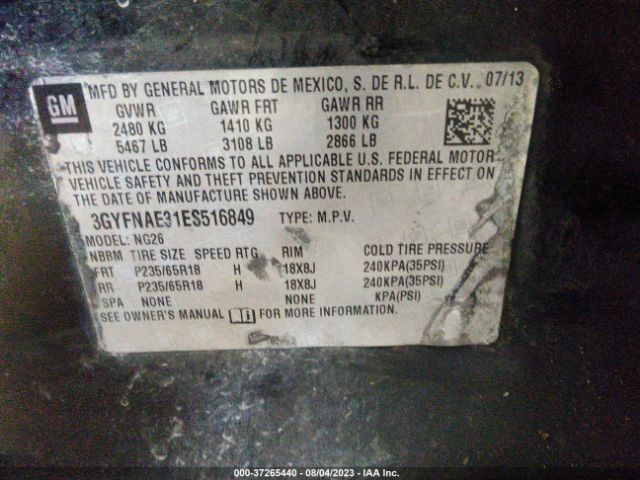 GM
MFD BY GENERAL MOTORS DE MEXICO, S. DE R.L. DE C.V. 07/13
GVWR GAWR FRT GAWR RR
2480 KG 1410 KG 1300 KG
5467 LB 3108 LB 2866 LB
THIS VEHICLE CONFORMS TO ALL APPLICABLE U.S. FEDERAL MOTOR
VEHICLE SAFETY AND THEFT PREVENTION STANDARDS IN EFFECT ON
THE DATE OF MANUFACTURE SHOWN ABOVE.
3GYFNAE31ES516849 TYPE: M.P.V.
MODEL: NG26
NBRM TIRE SIZE SPEED RTG RIM COLD TIRE PRESSURE
FRT P235/65R18 H 18X8J 240KPA(35PSI)
RR P235/65R18 H 18X8J 240KPA(35PSI)
SPA NONE NONE KPA(PSI)
SEE OWNER'S MANUAL FOR MORE INFORMATION.
000-37265440 - 08/04/2023 - IAA Inc.